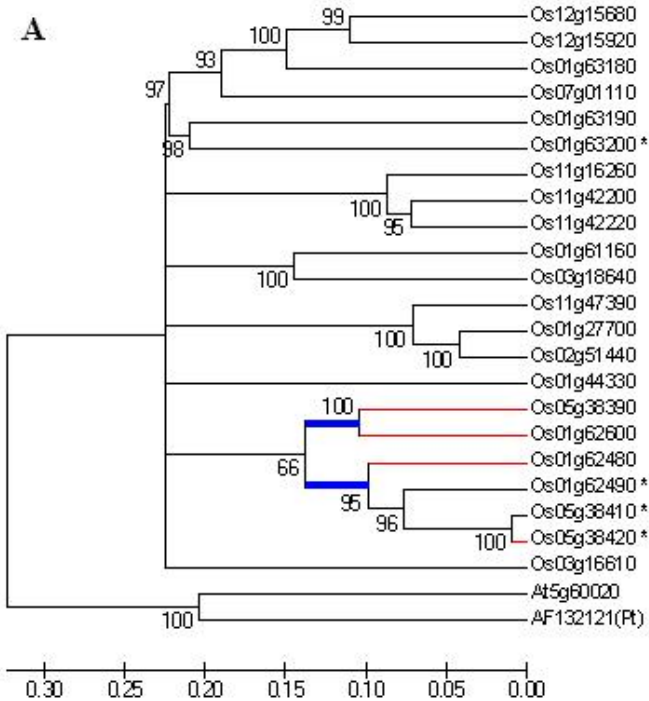 A
99
Os12g15680
Os12g15920
100
Os01g63180
93
Os07g01110
97
Os01g63190
98
Os01g63200 *
Os11g16260
100
Os11g42200
95
Os11g42220
Os01g61160
100
Os03g18640
Os11g47390
100
Os01g27700
100
Os02g51440
Os01g44330
100
Os05g38390
Os01g62600
66
Os01g62480
95
Os01g62490 *
96
Os05g38410 *
100
Os05g38420 *
Os03g16610
At5g60020
100
AF132121(Pt)
0.30 0.25 0.20 0.15 0.10 0.05 0.00